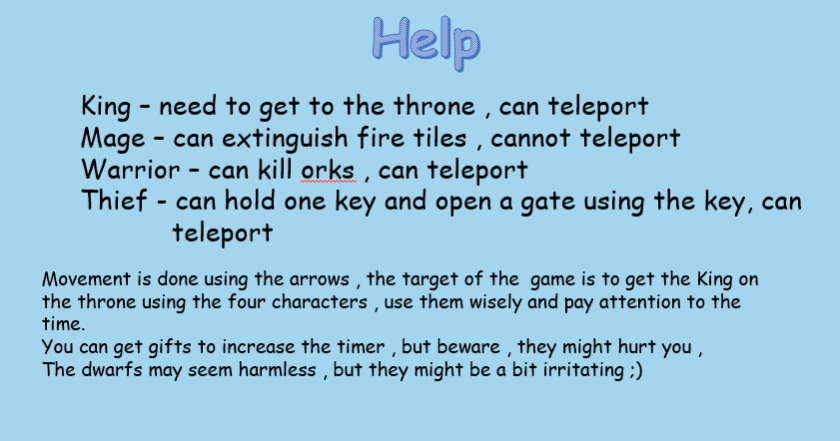 Help
King – need to get to the throne , can teleport
Mage – can extinguish fire tiles , cannot teleport
Warrior – can kill orks , can teleport
Thief - can hold one key and open a gate using the key, can
teleport
Movement is done using the arrows , the target of the  game is to get the King on
the throne using the four characters , use them wisely and pay attention to the
time.
You can get gifts to increase the timer , but beware , they might hurt you ,
The dwarfs may seem harmless , but they might be a bit irritating ;)